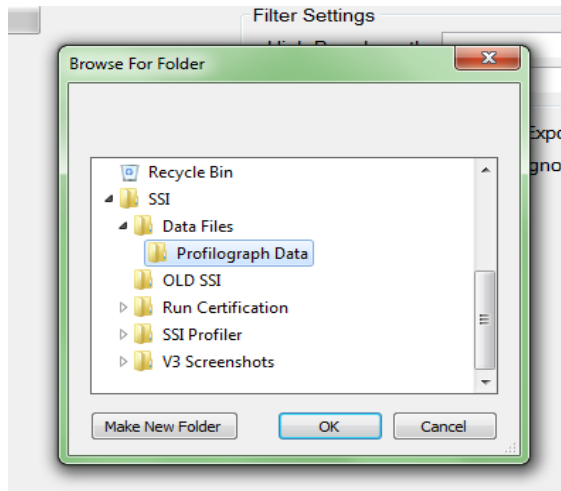 Filter Settings
Browse For Folder
Recycle Bin
SSI
Data Files
Profilograph Data
OLD SSI
Run Certification
SSI Profiler
V3 Screenshots
Make New Folder
OK
Cancel